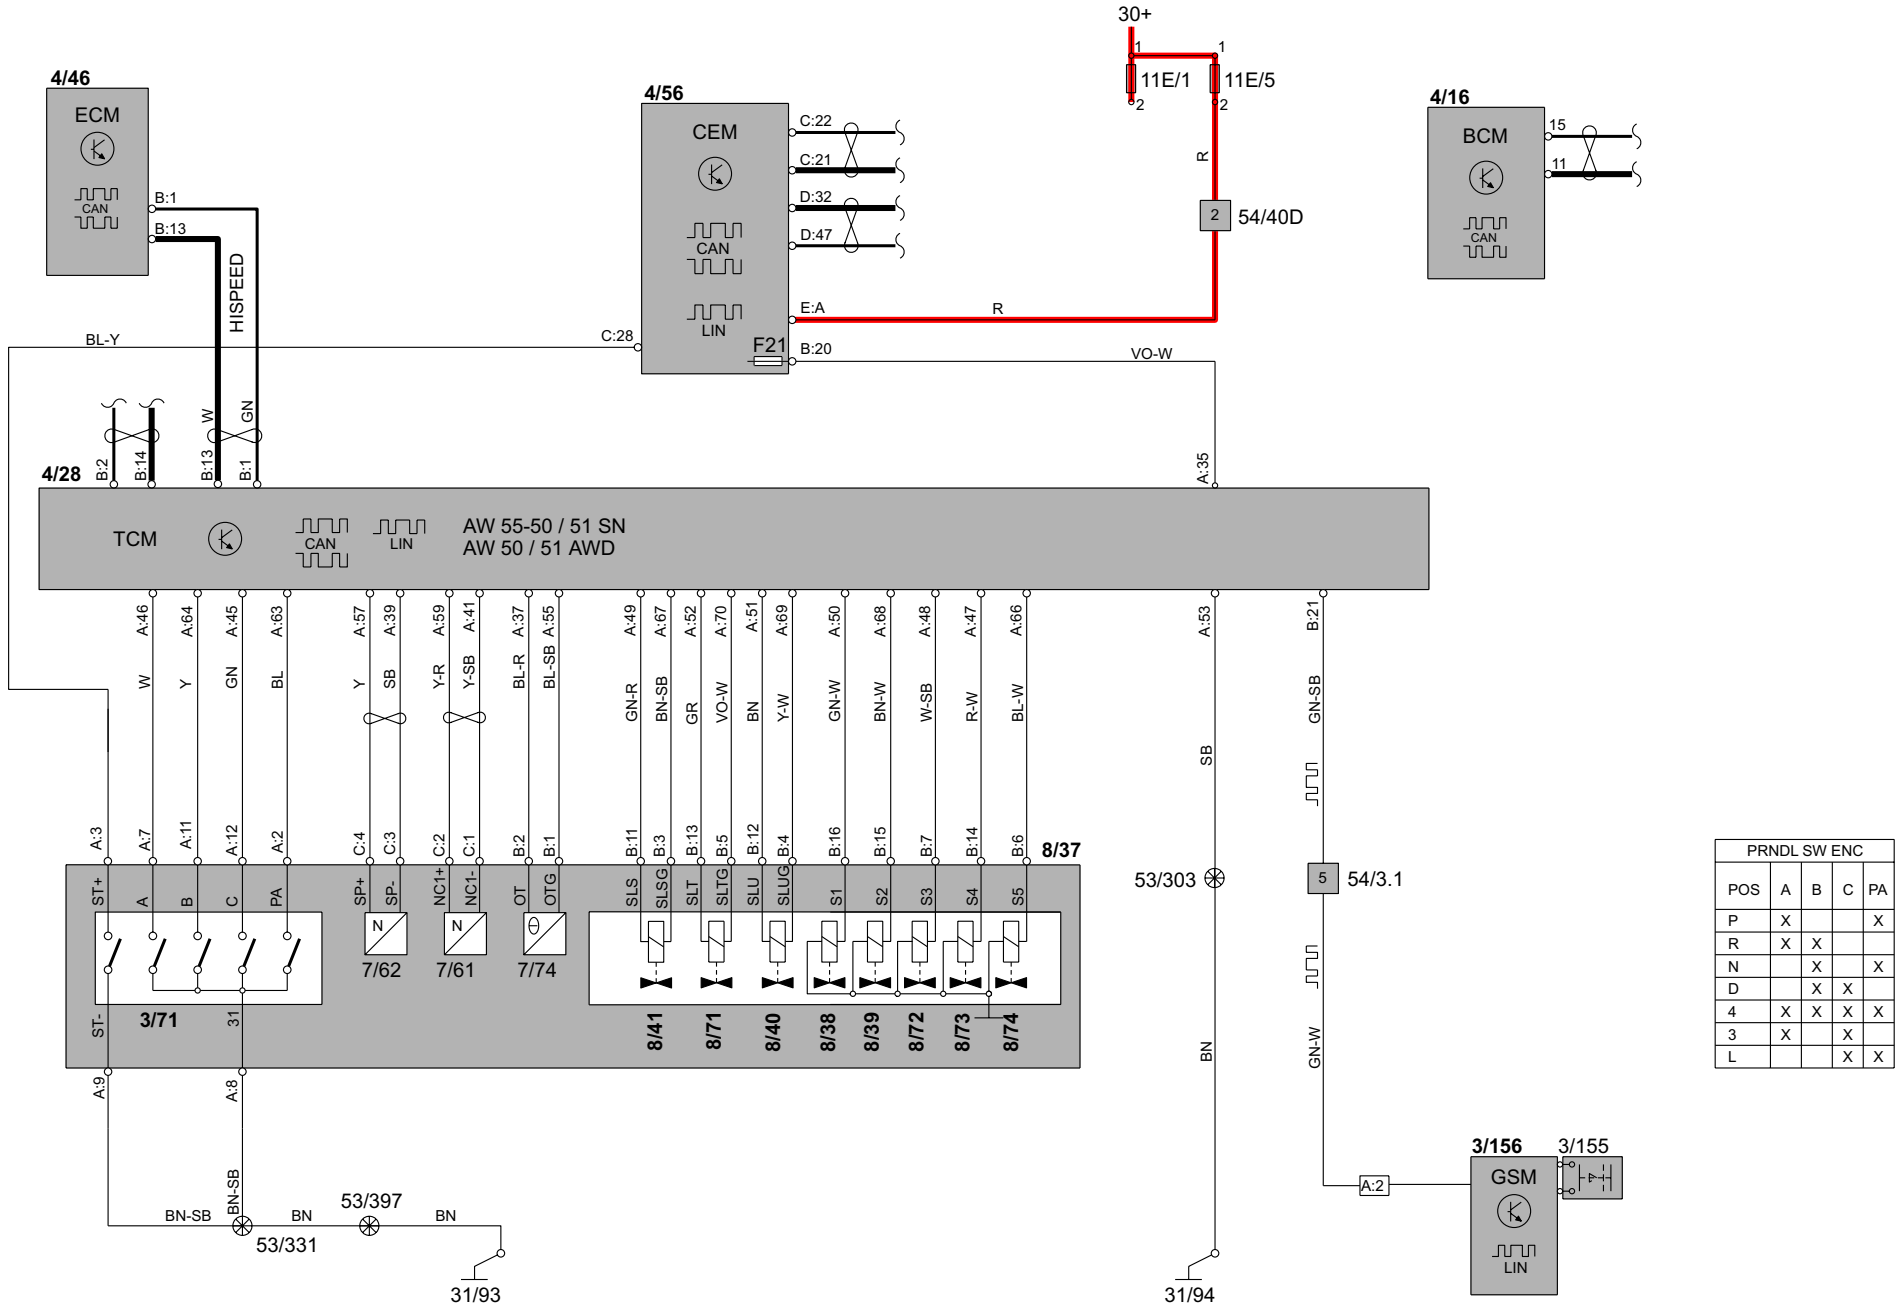 30+
1
1
11E/1
11E/5
2
2
R
2
54/40D
4/46
ECM
CAN
B:1
B:13
HISPEED
W
GN
4/56
CEM
CAN
LIN
F21
C:22
C:21
D:32
D:47
E:A
R
B:20
VO-W
C:28
BL-Y
4/16
BCM
CAN
15
11
4/28
B:2
B:14
B:13
B:1
A:35
TCM
CAN
LIN
AW 55-50 / 51 SN
AW 50 / 51 AWD
A:46
A:64
A:45
A:63
A:57
A:39
A:59
A:41
A:37
A:55
A:49
A:67
A:52
A:70
A:51
A:69
A:50
A:68
A:48
A:47
A:66
A:53
B:21
W
Y
GN
BL
Y
SB
Y-R
Y-SB
BL-R
BL-SB
GN-R
BN-SB
GR
VO-W
BN
Y-W
GN-W
BN-W
W-SB
R-W
BL-W
SB
GN-SB
A:3
A:7
A:11
A:12
A:2
C:4
C:3
C:2
C:1
B:2
B:1
B:11
B:3
B:13
B:5
B:12
B:4
B:16
B:15
B:7
B:14
B:6
8/37
ST+
A
B
C
PA
SP+
SP-
NC1+
NC1-
OT
OTG
SLS
SLSG
SLT
SLTG
SLU
SLUG
S1
S2
S3
S4
S5
N
N
7/62
7/61
7/74
ST-
3/71
31
8/41
8/71
8/40
8/38
8/39
8/72
8/73
8/74
A:9
A:8
BN-SB
BN-SB
53/331
BN
53/397
BN
31/93
53/303
BN
31/94
5
54/3.1
GN-W
A:2
3/156
3/155
GSM
LIN
PRNDL SW ENC
POS A B C PA
P X X
R X X
N X X
D X X
4 X X X X
3 X X
L X X